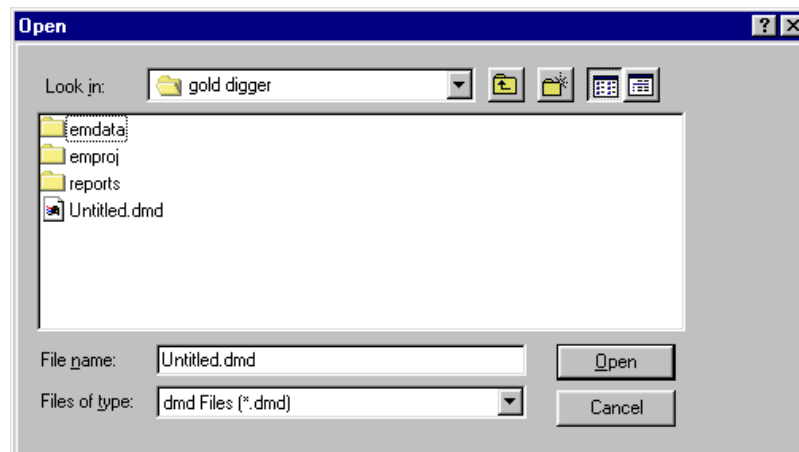 Open
Look in: gold digger
emdata
emproj
reports
Untitled.dmd
File name: Untitled.dmd Open
Files of type: dmd Files (*.dmd) Cancel